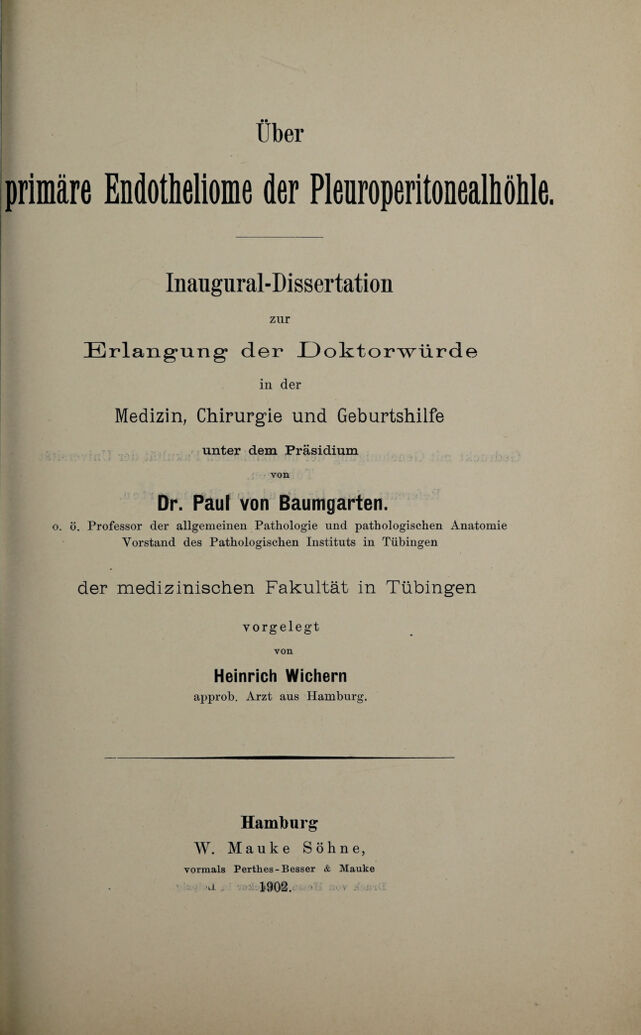 Über
primäre Endotheliome der Pleuroperitonealhöhle.
Inaugural-Dissertation
zur
Erlangung der Doktorwürde
in der
Medizin, Chirurgie und Geburtshilfe
unter dem Präsidium
von
Dr. Paul von Baumgarten.
o. ö. Professor der allgemeinen Pathologie und pathologischen Anatomie
Vorstand des Pathologischen Instituts in Tübingen
der medizinischen Fakultät in Tübingen
vorgelegt
von
Heinrich Wichern
approb. Arzt aus Hamburg.
Hamburg
W. Mauke Söhne,
vormals Perthes-Besser & Mauke
1902.